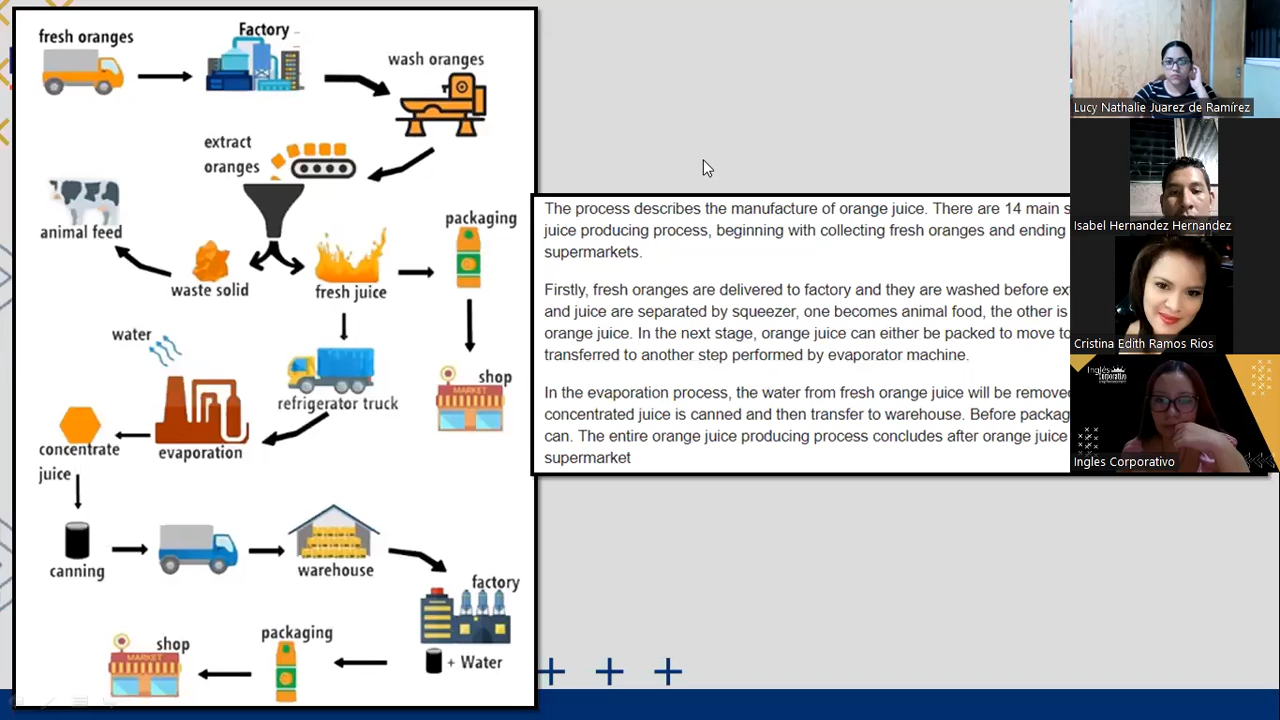 fresh oranges
Factory
wash oranges
extract
oranges
animal feed
waste solid
fresh juice
packaging
water
shop
MARKET
refrigerator truck
concentrate
juice
evaporation
canning
warehouse
factory
+ Water
packaging
shop
MARKET
The process describes the manufacture of orange juice. There are 14 main
juice producing process, beginning with collecting fresh oranges and ending
supermarkets.
Firstly, fresh oranges are delivered to factory and they are washed before
and juice are separated by squeezer, one becomes animal food, the other is
orange juice. In the next stage, orange juice can either be packed to move
transferred to another step performed by evaporator machine.
In the evaporation process, the water from fresh orange juice will be
concentrated juice is canned and then transfer to warehouse. Before
can. The entire orange juice producing process concludes after orange juice
supermarket
Lucy Nathalie Juarez de Ramírez
Isabel Hernandez Hernandez
Cristina Edith Ramos Rios
Inglés
Corporativo
Ingles Corporativo